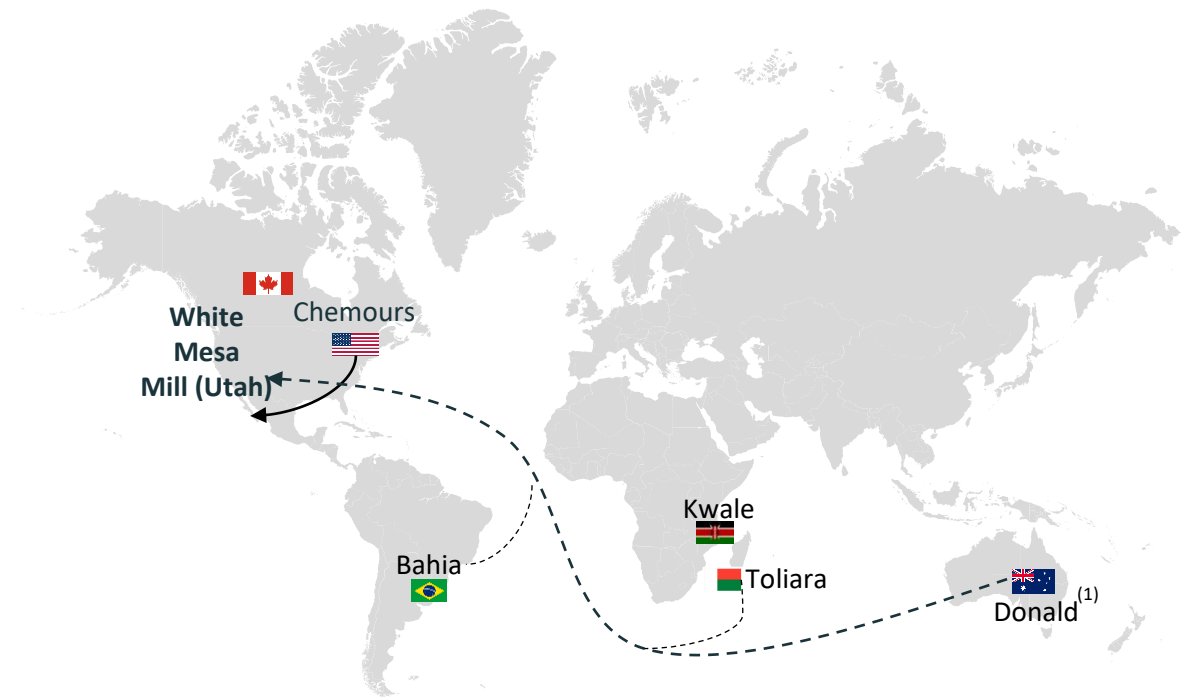 White
Mesa
Mill (Utah)
Chemours
Kwale
Bahia
Toliara
Donald(1)